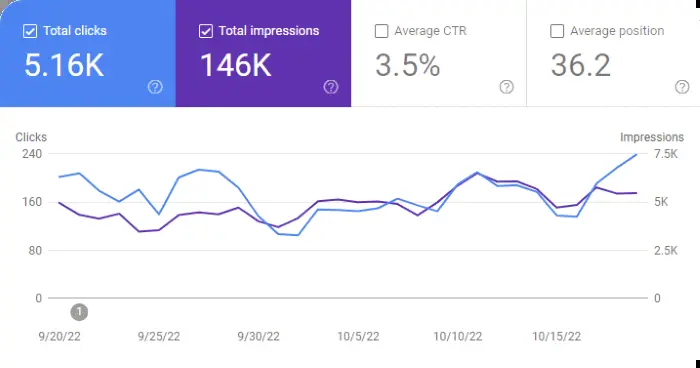 Total clicks
5.16K
Total impressions
146K
Average CTR
3.5%
Average position
36.2
Clicks
Impressions
240
7.5K
160
5K
80
2.5K
0
0
1
9/20/22
9/25/22
9/30/22
10/5/22
10/10/22
10/15/22